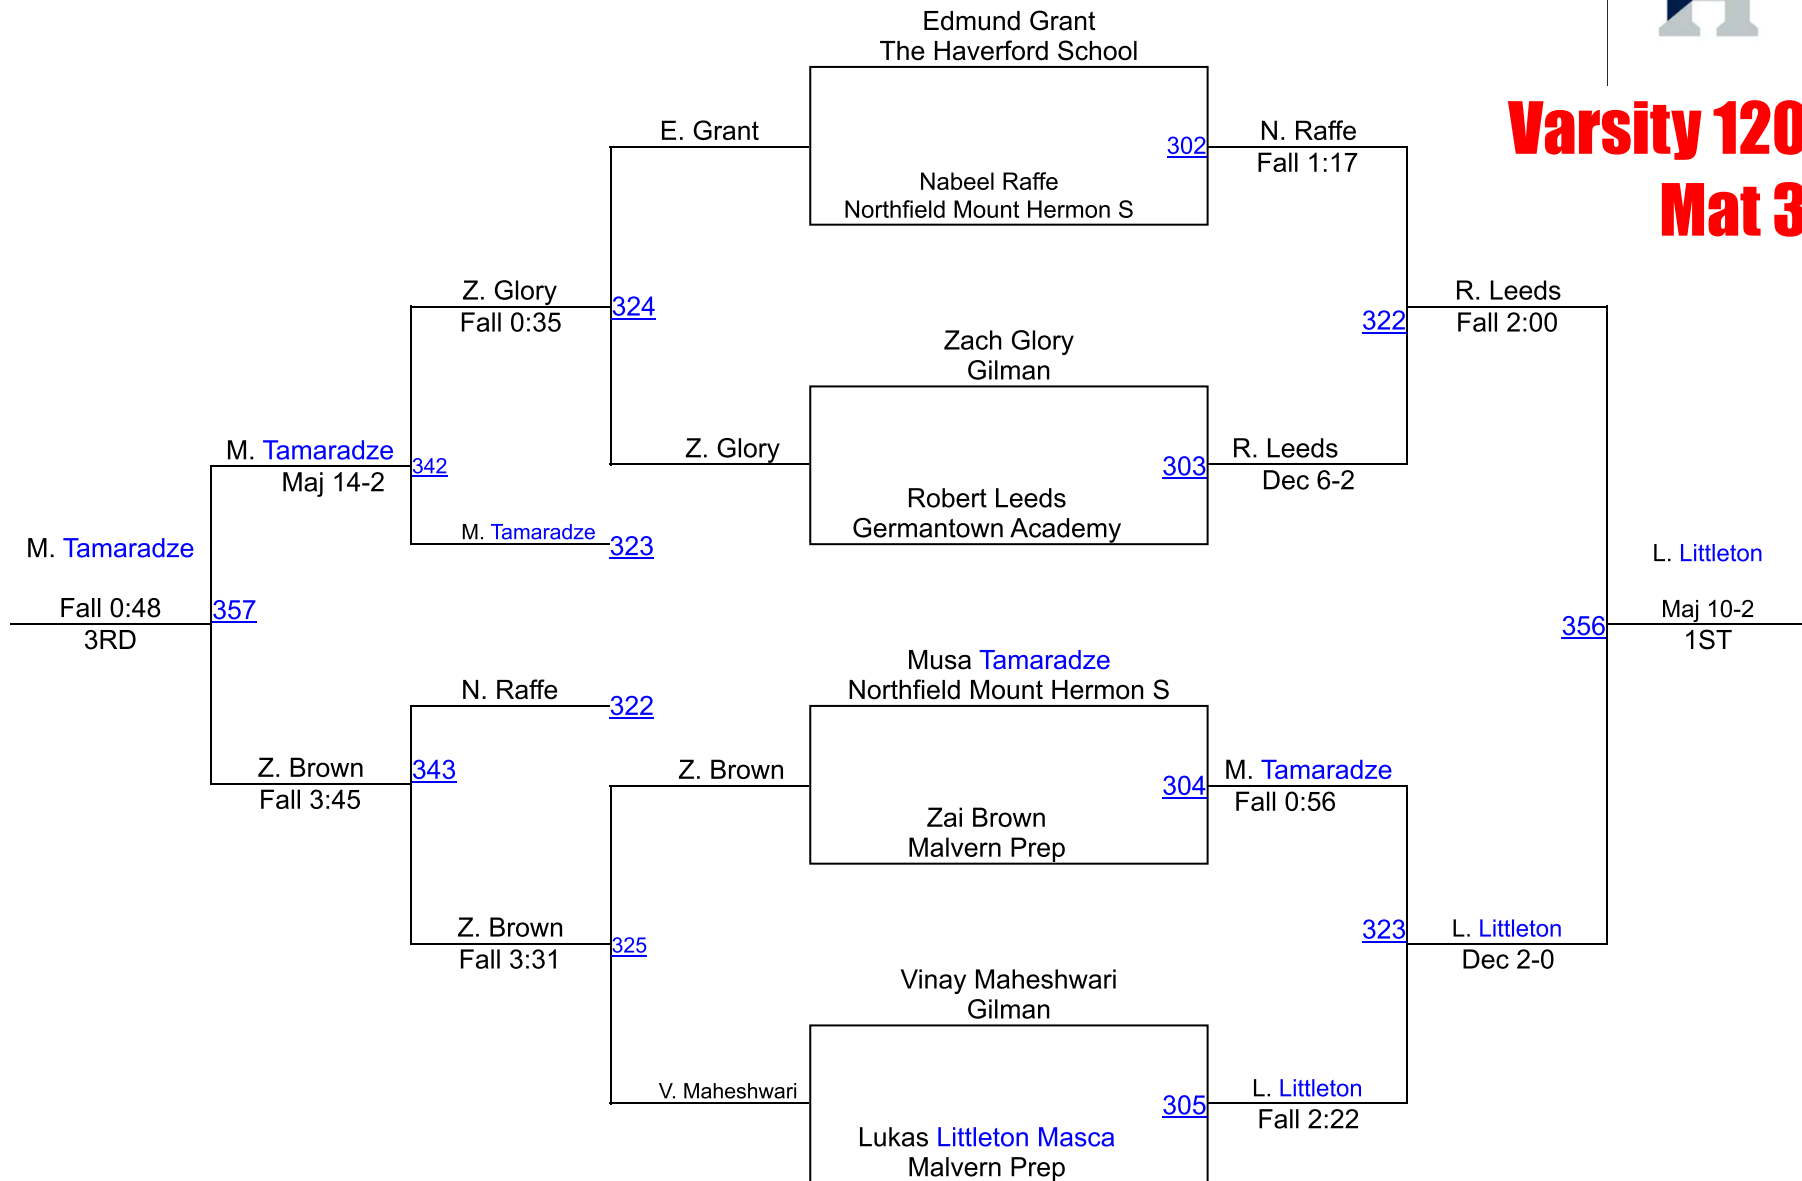 Edmund Grant
The Haverford School
E. Grant
302
N. Raffe
Fall 1:17
Varsity 120
Mat 3
Nabeel Raffe
Northfield Mount Hermon S
Z. Glory
Fall 0:35
324
322
R. Leeds
Fall 2:00
Zach Glory
Gilman
M. Tamaradze
Maj 14-2
342
Z. Glory
303
R. Leeds
Dec 6-2
Robert Leeds
Germantown Academy
M. Tamaradze
323
M. Tamaradze
Fall 0:48
3RD
357
L. Littleton
Maj 10-2
1ST
356
Musa Tamaradze
Northfield Mount Hermon S
N. Raffe
322
Z. Brown
Fall 3:45
343
Z. Brown
304
M. Tamaradze
Fall 0:56
Zai Brown
Malvern Prep
Z. Brown
Fall 3:31
325
323
L. Littleton
Dec 2-0
Vinay Maheshwari
Gilman
V. Maheshwari
305
L. Littleton
Fall 2:22
Lukas Littleton Masca
Malvern Prep